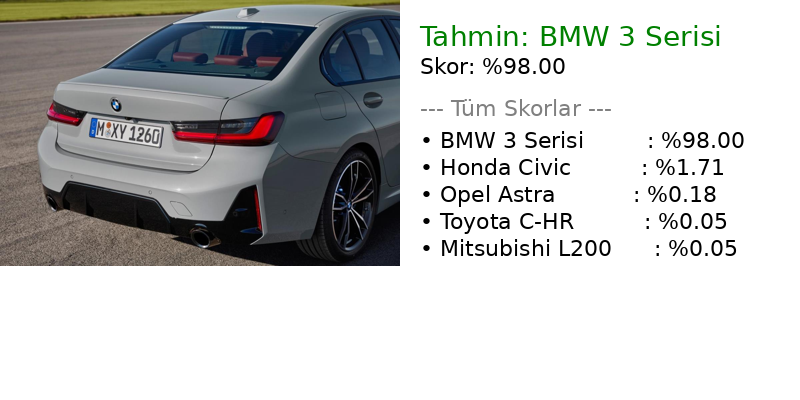 M XY 1260
Tahmin: BMW 3 Serisi
Skor: %98.00
--- Tüm Skorlar ---
• BMW 3 Serisi : %98.00
• Honda Civic : %1.71
• Opel Astra : %0.18
• Toyota C-HR : %0.05
• Mitsubishi L200 : %0.05